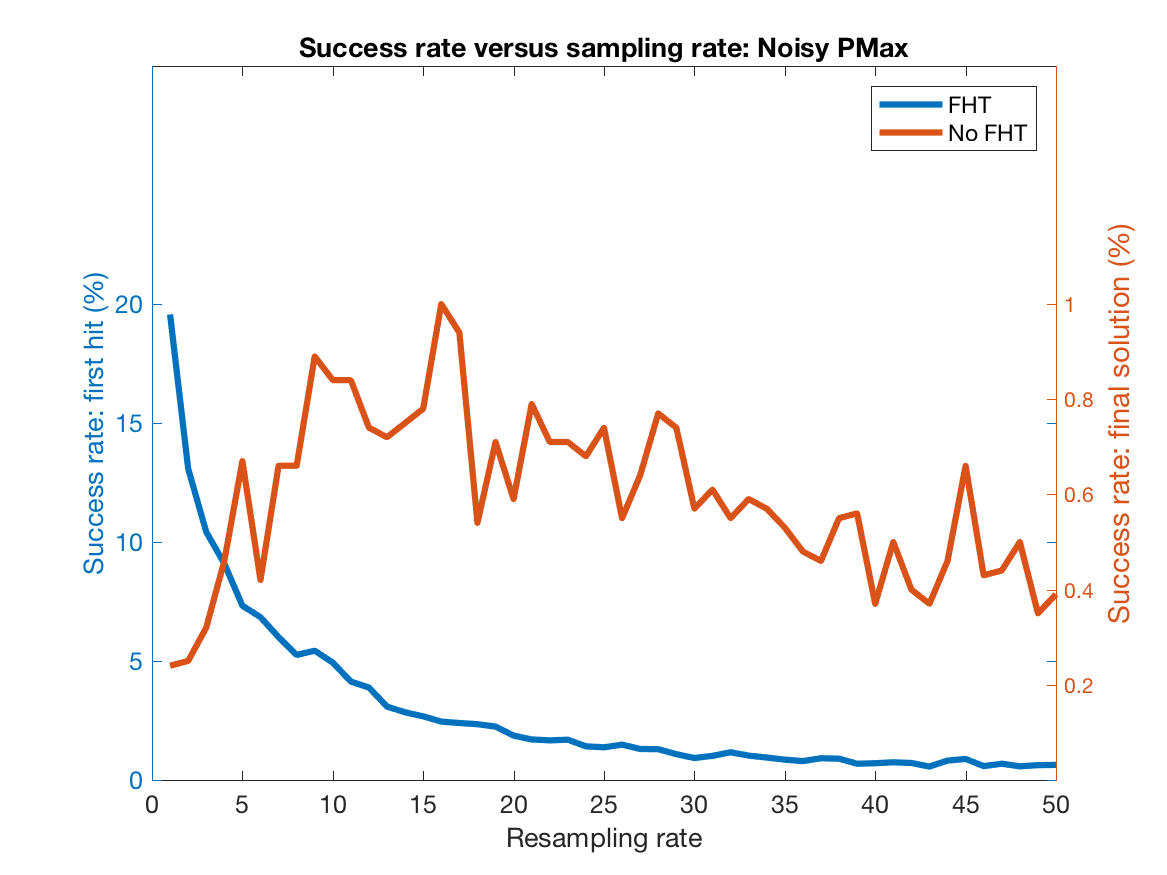 Success rate versus sampling rate: Noisy PMax
FHT
No FHT
Success rate: first hit (%)
20
15
10
5
0
1
0.8
0.6
0.4
0.2
Success rate: final solution (%)
0 5 10 15 20 25 30 35 40 45 50
Resampling rate